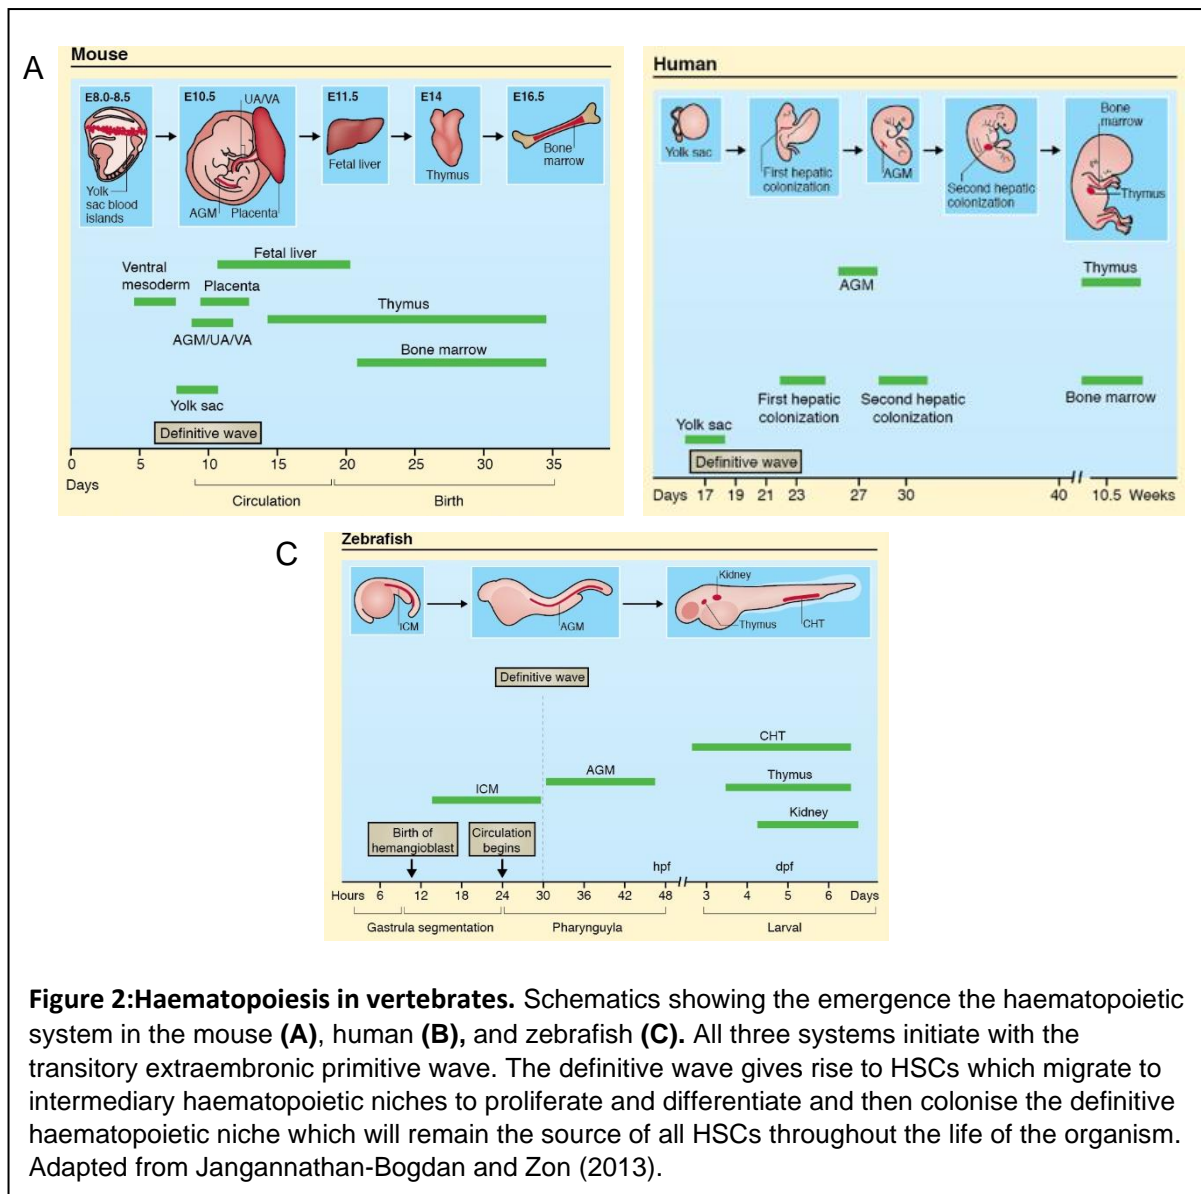 A
Mouse
E8.0-8.5
Yolk
sac blood
islands
E10.5
UA/VA
AGM
Placenta
E11.5
Fetal liver
E14
Thymus
E16.5
Bone
marrow
Fetal liver
Ventral
mesoderm
Placenta
Thymus
AGM/UA/VA
Bone marrow
Yolk sac
Definitive wave
0 5 10 15 20 25 30 35
Days
Circulation
Birth
Human
Yolk sac
First hepatic
colonization
AGM
Second hepatic
colonization
Bone
marrow
Thymus
AGM
Thymus
First hepatic
colonization
Second hepatic
colonization
Bone marrow
Yolk sac
Definitive wave
Days 17 19 21 23 27 30 40 10.5 Weeks
C
Zebrafish
ICM
AGM
Kidney
Thymus
CHT
Definitive wave
CHT
AGM
Thymus
ICM
Kidney
Birth of
hemangioblast
Circulation
begins
hpf
dpf
Hours 6 12 18 24 30 36 42 48 3 4 5 6 Days
Gastrula segmentation
Pharynguyla
Larval
Figure 2:Haematopoiesis in vertebrates. Schematics showing the emergence the haematopoietic
system in the mouse (A), human (B), and zebrafish (C). All three systems initiate with the
transitory extraembronic primitive wave. The definitive wave gives rise to HSCs which migrate to
intermediary haematopoietic niches to proliferate and differentiate and then colonise the definitive
haematopoietic niche which will remain the source of all HSCs throughout the life of the organism.
Adapted from Jangannathan-Bogdan and Zon (2013).